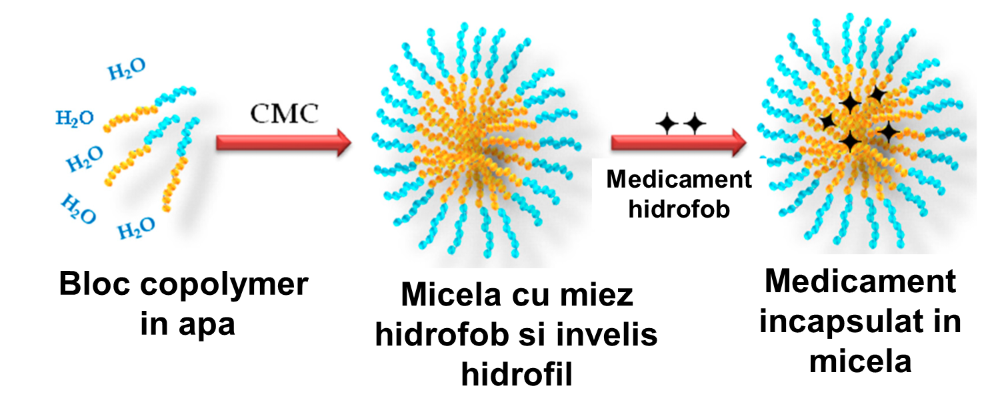 H₂O
H₂O
H₂O
H₂O
H₂O
CMC
Medicament
hidrofob
Bloc copolymer
in apa
Micela cu miez
hidrofob si invelis
hidrofil
Medicament
incapsulat in
micela